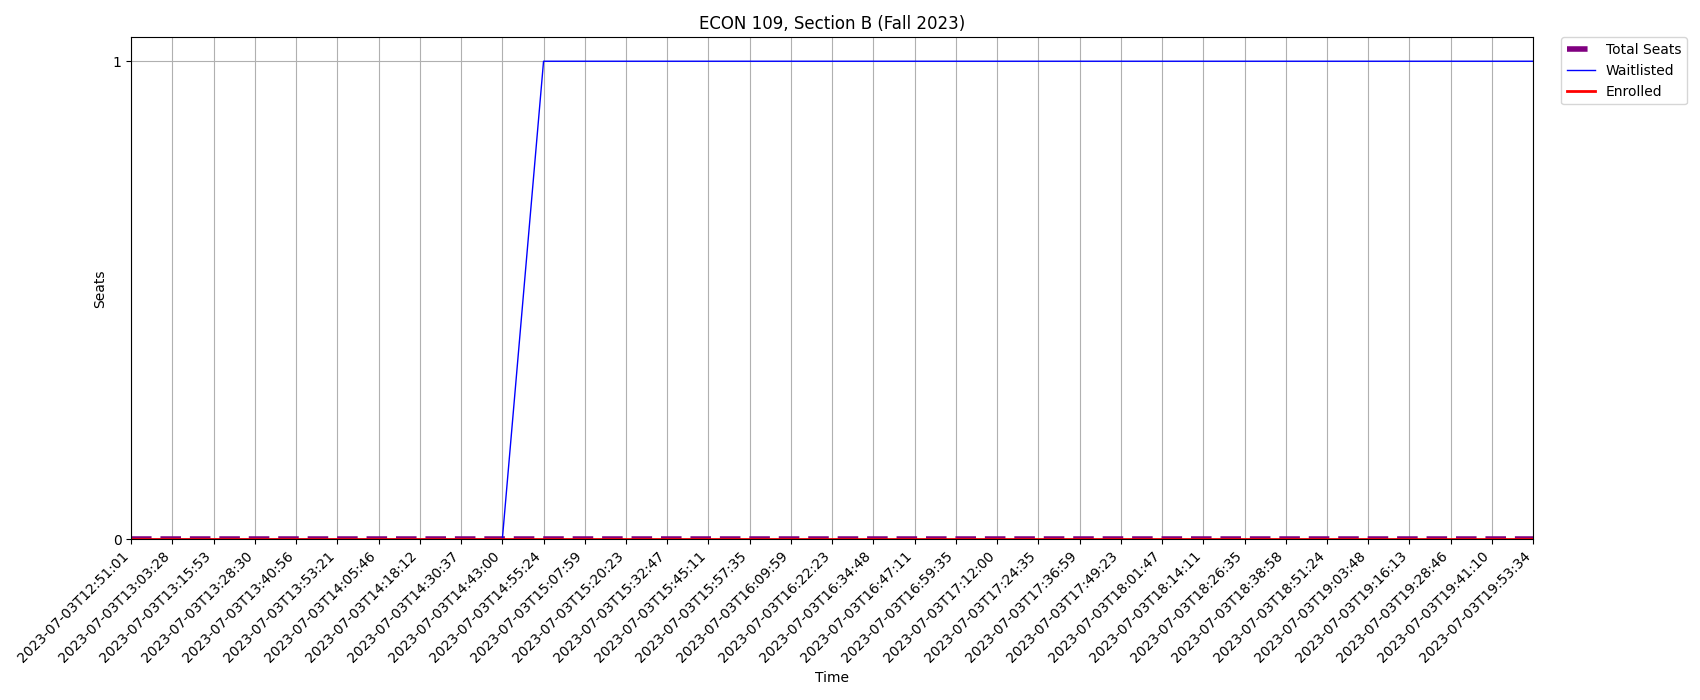 ECON 109, Section B (Fall 2023)
Total Seats
Waitlisted
Enrolled
1
0
Seats
2023-07-03T12:51:01
2023-07-03T13:03:28
2023-07-03T13:15:53
2023-07-03T13:28:30
2023-07-03T13:40:56
2023-07-03T13:53:21
2023-07-03T14:05:46
2023-07-03T14:18:12
2023-07-03T14:30:37
2023-07-03T14:43:00
2023-07-03T14:55:24
2023-07-03T15:07:59
2023-07-03T15:20:23
2023-07-03T15:32:47
2023-07-03T15:45:11
2023-07-03T15:57:35
2023-07-03T16:09:59
2023-07-03T16:22:23
2023-07-03T16:34:48
2023-07-03T16:47:11
2023-07-03T16:59:35
2023-07-03T17:12:00
2023-07-03T17:24:35
2023-07-03T17:36:59
2023-07-03T17:49:23
2023-07-03T18:01:47
2023-07-03T18:14:11
2023-07-03T18:26:35
2023-07-03T18:38:58
2023-07-03T18:51:24
2023-07-03T19:03:48
2023-07-03T19:16:13
2023-07-03T19:28:46
2023-07-03T19:41:10
2023-07-03T19:53:34
Time